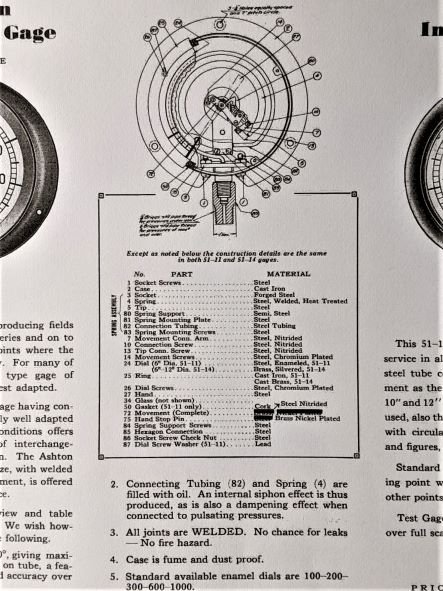 n
Gage
In
E
3-¼ Holes equally spaced
Except as noted below the construction details are the same
in both 51-11 and 51-14 gages.
No. PART MATERIAL
SPRING ASSEMBLY
1 Socket Screws Steel
2 Case Cast Iron
3 Socket Forged Steel
4 Spring Steel, Welded, Heat Treated
5 Tip Steel
80 Spring Support Semi, Steel
81 Spring Mounting Plate Steel
82 Connection Tubing Steel Tubing
83 Spring Mounting Screws Steel
7 Movement Conn. Arm Steel, Nitrided
10 Connection Screw Steel, Nitrided
13 Tip Conn. Screw Steel, Nitrided
14 Movement Screws Steel, Chromium Plated
24 Dial (6" Dia. 51-11) Steel, Enameled, 51-11
(6"-12" Dia. 51-14) Brass, Silvered, 51-14
25 Ring Cast Iron, 51-11
Cast Brass, 51-14
26 Dial Screws Steel, Chromium Plated
27 Hand Steel
34 Glass (not shown)
50 Gasket (51-11 only) Cork Steel Nitrided
72 Movement (Complete)
75 Hand Stop Pin Brass Nickel Plated
84 Spring Support Screws Steel
85 Hexagon Connection Steel
86 Socket Screw Check Nut Steel
87 Dial Screw Washer (51-11) Lead
2. Connecting Tubing (82) and Spring (4) are
filled with oil. An internal siphon effect is thus
produced, as is also a dampening effect when
connected to pulsating pressures.
3. All joints are WELDED. No chance for leaks
— No fire hazard.
4. Case is fume and dust proof.
5. Standard available enamel dials are 100-200-
300-600-1000.
roducing fields
eries and on to
oints where the
y. For many of
type gage of
est adapted.
age having con-
ly well adapted
onditions offers
of interchange-
n. The Ashton
ze, with welded
ment, is offered
ce.
iew and table
We wish how-
e following.
0°, giving maxi-
on tube, a fea-
d accuracy over
This 51-1
service in al
steel tube c
ment as the
10" and 12"
used, also th
with circula
and figures,
Standard
ing point w
other points
Test Gage
over full sca
PRIC